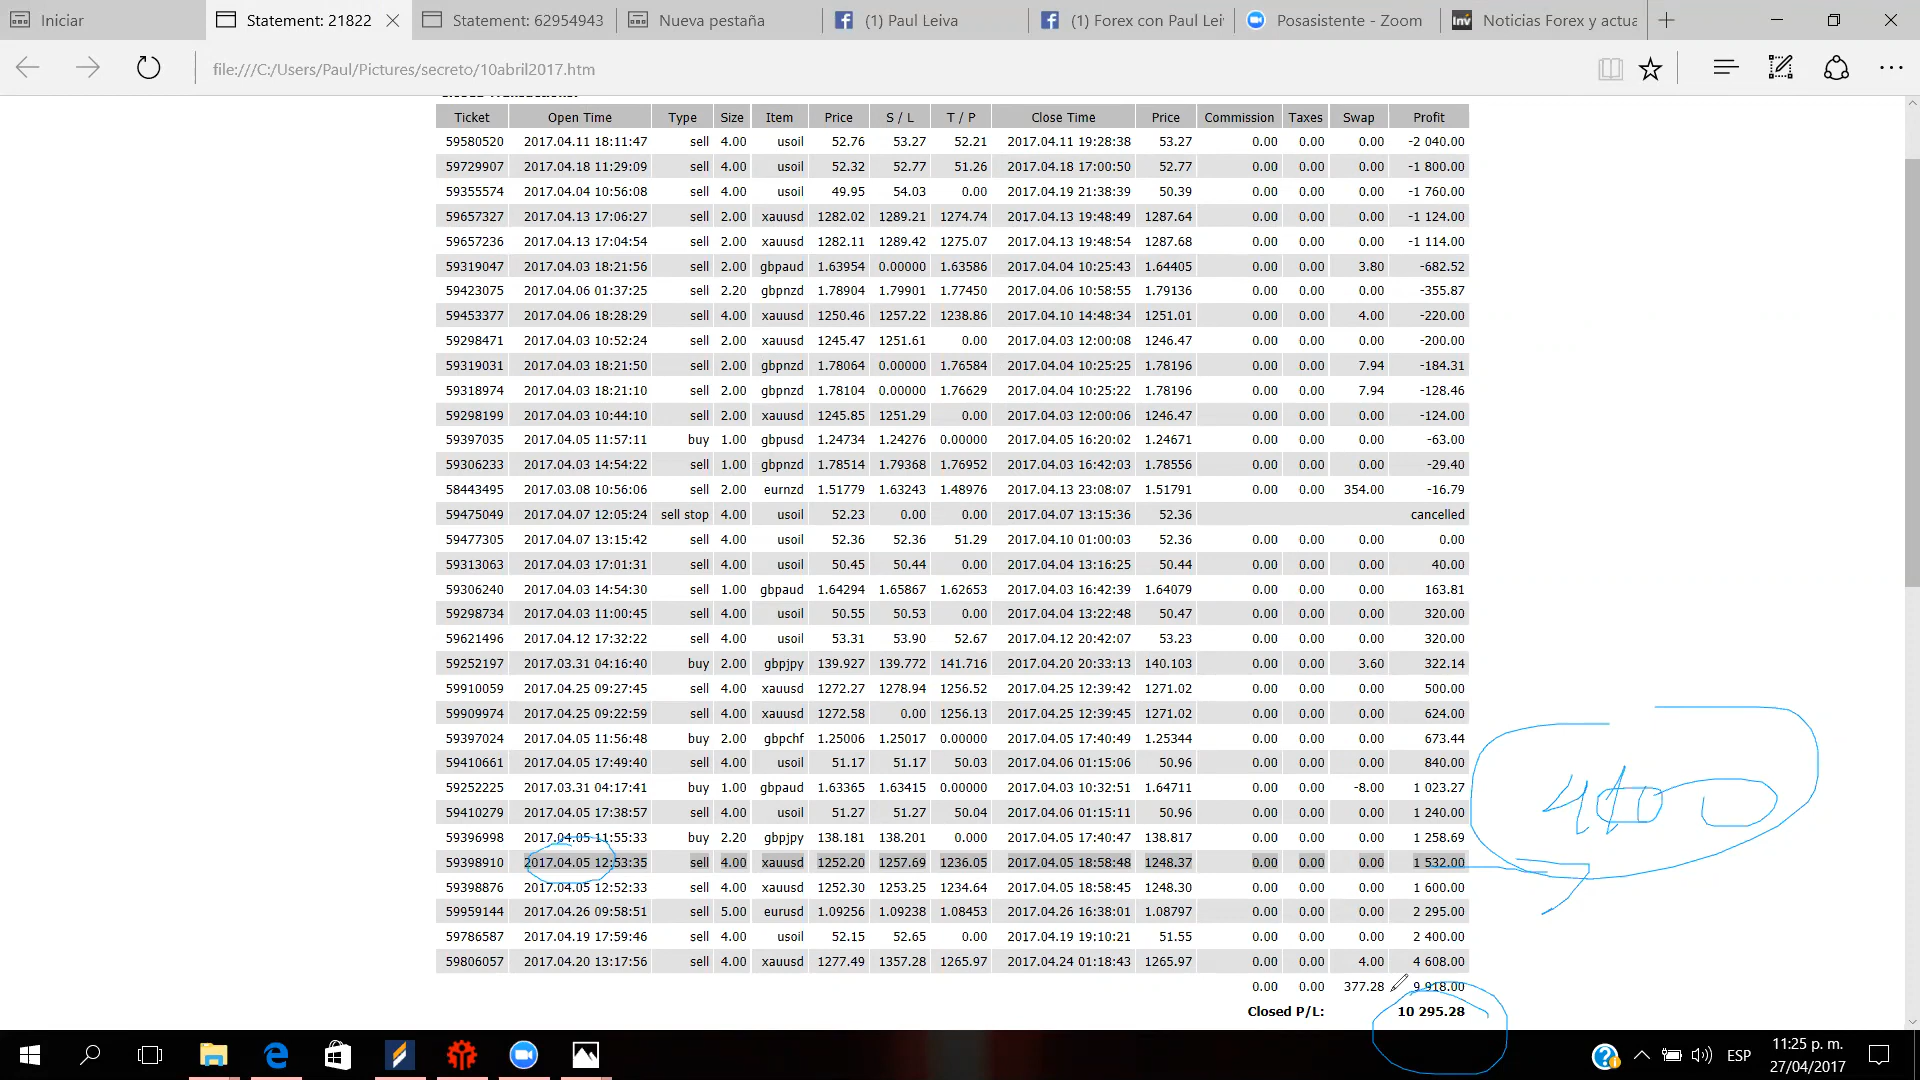 Iniciar
Statement: 21822
Statement: 62954943
Nueva pestaña
(1) Paul Leiva
(1) Forex con Paul Lei
Posasistente - Zoom
Inv
Noticias Forex y actua
file:///C:/Users/Paul/Pictures/secreto/10abril2017.htm
Ticket Open Time Type Size Item Price S / L T / P Close Time Price Commission Taxes Swap Profit
59580520 2017.04.11 18:11:47 sell 4.00 usoil 52.76 53.27 52.21 2017.04.11 19:28:38 53.27 0.00 0.00 0.00 -2 040.00
59729907 2017.04.18 11:29:09 sell 4.00 usoil 52.32 52.77 51.26 2017.04.18 17:00:50 52.77 0.00 0.00 0.00 -1 800.00
59355574 2017.04.04 10:56:08 sell 4.00 usoil 49.95 54.03 0.00 2017.04.19 21:38:39 50.39 0.00 0.00 0.00 -1 760.00
59657327 2017.04.13 17:06:27 sell 2.00 xauusd 1282.02 1289.21 1274.74 2017.04.13 19:48:49 1287.64 0.00 0.00 0.00 -1 124.00
59657236 2017.04.13 17:04:54 sell 2.00 xauusd 1282.11 1289.42 1275.07 2017.04.13 19:48:54 1287.68 0.00 0.00 0.00 -1 114.00
59319047 2017.04.03 18:21:56 sell 2.00 gbpaud 1.63954 0.00000 1.63586 2017.04.04 10:25:43 1.64405 0.00 0.00 3.80 -682.52
59423075 2017.04.06 01:37:25 sell 2.20 gbpnzd 1.78904 1.79901 1.77450 2017.04.06 10:58:55 1.79136 0.00 0.00 0.00 -355.87
59453377 2017.04.06 18:28:29 sell 4.00 xauusd 1250.46 1257.22 1238.86 2017.04.10 14:48:34 1251.01 0.00 0.00 4.00 -220.00
59298471 2017.04.03 10:52:24 sell 2.00 xauusd 1245.47 1251.61 0.00 2017.04.03 12:00:08 1246.47 0.00 0.00 0.00 -200.00
59319031 2017.04.03 18:21:50 sell 2.00 gbpnzd 1.78064 0.00000 1.76584 2017.04.04 10:25:25 1.78196 0.00 0.00 7.94 -184.31
59318974 2017.04.03 18:21:10 sell 2.00 gbpnzd 1.78104 0.00000 1.76629 2017.04.04 10:25:22 1.78196 0.00 0.00 7.94 -128.46
59298199 2017.04.03 10:44:10 sell 2.00 xauusd 1245.85 1251.29 0.00 2017.04.03 12:00:06 1246.47 0.00 0.00 0.00 -124.00
59397035 2017.04.05 11:57:11 buy 1.00 gbpusd 1.24734 1.24276 0.00000 2017.04.05 16:20:02 1.24671 0.00 0.00 0.00 -63.00
59306233 2017.04.03 14:54:22 sell 1.00 gbpnzd 1.78514 1.79368 1.76952 2017.04.03 16:42:03 1.78556 0.00 0.00 0.00 -29.40
58443495 2017.03.08 10:56:06 sell 2.00 eurnzd 1.51779 1.63243 1.48976 2017.04.13 23:08:07 1.51791 0.00 0.00 354.00 -16.79
59475049 2017.04.07 12:05:24 sell stop 4.00 usoil 52.23 0.00 0.00 2017.04.07 13:15:36 52.36 cancelled
59477305 2017.04.07 13:15:42 sell 4.00 usoil 52.36 52.36 51.29 2017.04.10 01:00:03 52.36 0.00 0.00 0.00 0.00
59313063 2017.04.03 17:01:31 sell 4.00 usoil 50.45 50.44 0.00 2017.04.04 13:16:25 50.44 0.00 0.00 0.00 40.00
59306240 2017.04.03 14:54:30 sell 1.00 gbpaud 1.64294 1.65867 1.62653 2017.04.03 16:42:39 1.64079 0.00 0.00 0.00 163.81
59298734 2017.04.03 11:00:45 sell 4.00 usoil 50.55 50.53 0.00 2017.04.04 13:22:48 50.47 0.00 0.00 0.00 320.00
59621496 2017.04.12 17:32:22 sell 4.00 usoil 53.31 53.90 52.67 2017.04.12 20:42:07 53.23 0.00 0.00 0.00 320.00
59252197 2017.03.31 04:16:40 buy 2.00 gbpjpy 139.927 139.772 141.716 2017.04.20 20:33:13 140.103 0.00 0.00 3.60 322.14
59910059 2017.04.25 09:27:45 sell 4.00 xauusd 1272.27 1278.94 1256.52 2017.04.25 12:39:42 1271.02 0.00 0.00 0.00 500.00
59909974 2017.04.25 09:22:59 sell 4.00 xauusd 1272.58 0.00 1256.13 2017.04.25 12:39:45 1271.02 0.00 0.00 0.00 624.00
59397024 2017.04.05 11:56:48 buy 2.00 gbpchf 1.25006 1.25017 0.00000 2017.04.05 17:40:49 1.25344 0.00 0.00 0.00 673.44
59410661 2017.04.05 17:49:40 sell 4.00 usoil 51.17 51.17 50.03 2017.04.06 01:15:06 50.96 0.00 0.00 0.00 840.00
59252225 2017.03.31 04:17:41 buy 1.00 gbpaud 1.63365 1.63415 0.00000 2017.04.03 10:32:51 1.64711 0.00 0.00 -8.00 1 023.27
59410279 2017.04.05 17:38:57 sell 4.00 usoil 51.27 51.27 50.04 2017.04.06 01:15:11 50.96 0.00 0.00 0.00 1 240.00
59396998 2017.04.05 11:55:33 buy 2.20 gbpjpy 138.181 138.201 0.000 2017.04.05 17:40:47 138.817 0.00 0.00 0.00 1 258.69
59398910 2017.04.05 12:53:35 sell 4.00 xauusd 1252.20 1257.69 1236.05 2017.04.05 18:58:48 1248.37 0.00 0.00 0.00 1 532.00
59398876 2017.04.05 12:52:33 sell 4.00 xauusd 1252.30 1253.25 1234.64 2017.04.05 18:58:45 1248.30 0.00 0.00 0.00 1 600.00
59959144 2017.04.26 09:58:51 sell 5.00 eurusd 1.09256 1.09238 1.08453 2017.04.26 16:38:01 1.08797 0.00 0.00 0.00 2 295.00
59786587 2017.04.19 17:59:46 sell 4.00 usoil 52.15 52.65 0.00 2017.04.19 19:10:21 51.55 0.00 0.00 0.00 2 400.00
59806057 2017.04.20 13:17:56 sell 4.00 xauusd 1277.49 1357.28 1265.97 2017.04.24 01:18:43 1265.97 0.00 0.00 4.00 4 608.00
0.00 0.00 377.28 9 918.00
Closed P/L: 10 295.28
ESP
11:25 p. m.
27/04/2017